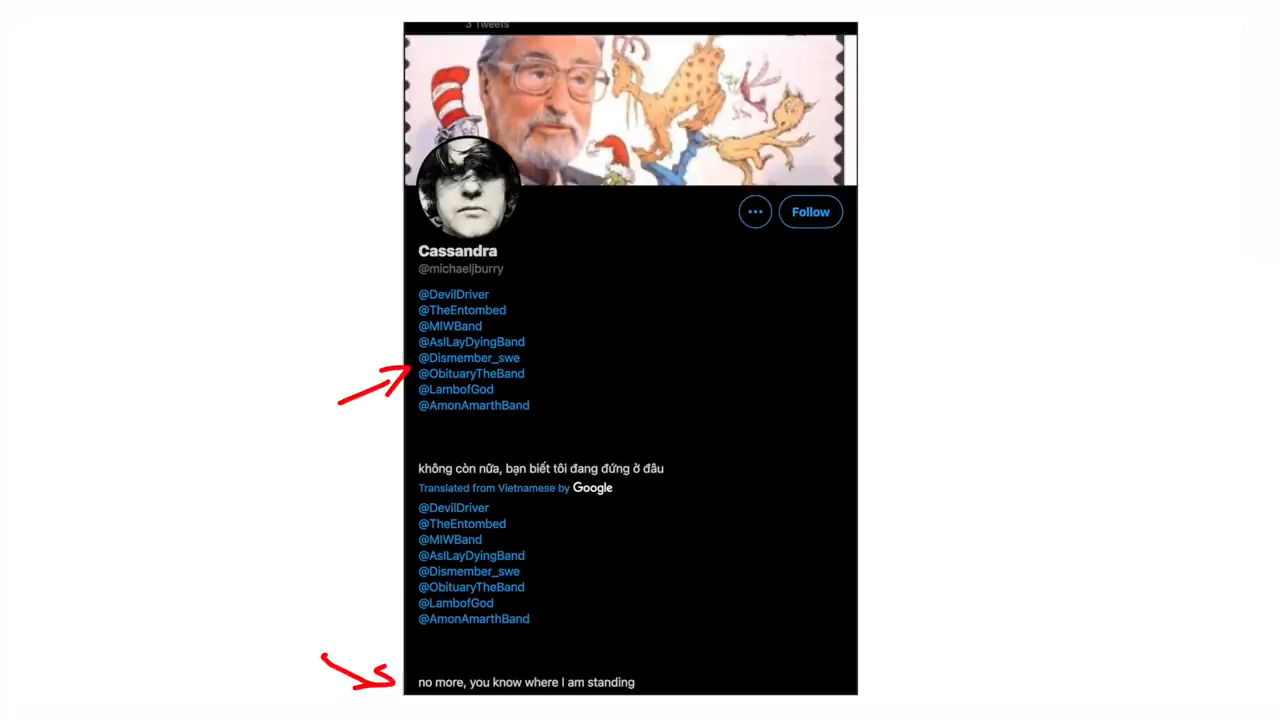 3 Tweets
Follow
Cassandra
@michaeljburry
@DevilDriver
@TheEntombed
@MIWBand
@AsILayDyingBand
@Dismember_swe
@ObituaryTheBand
@LambofGod
@AmonAmarthBand
không còn nữa, bạn biết tôi đang đứng ở đâu
Translated from Vietnamese by Google
@DevilDriver
@TheEntombed
@MIWBand
@AsILayDyingBand
@Dismember_swe
@ObituaryTheBand
@LambofGod
@AmonAmarthBand
no more, you know where I am standing